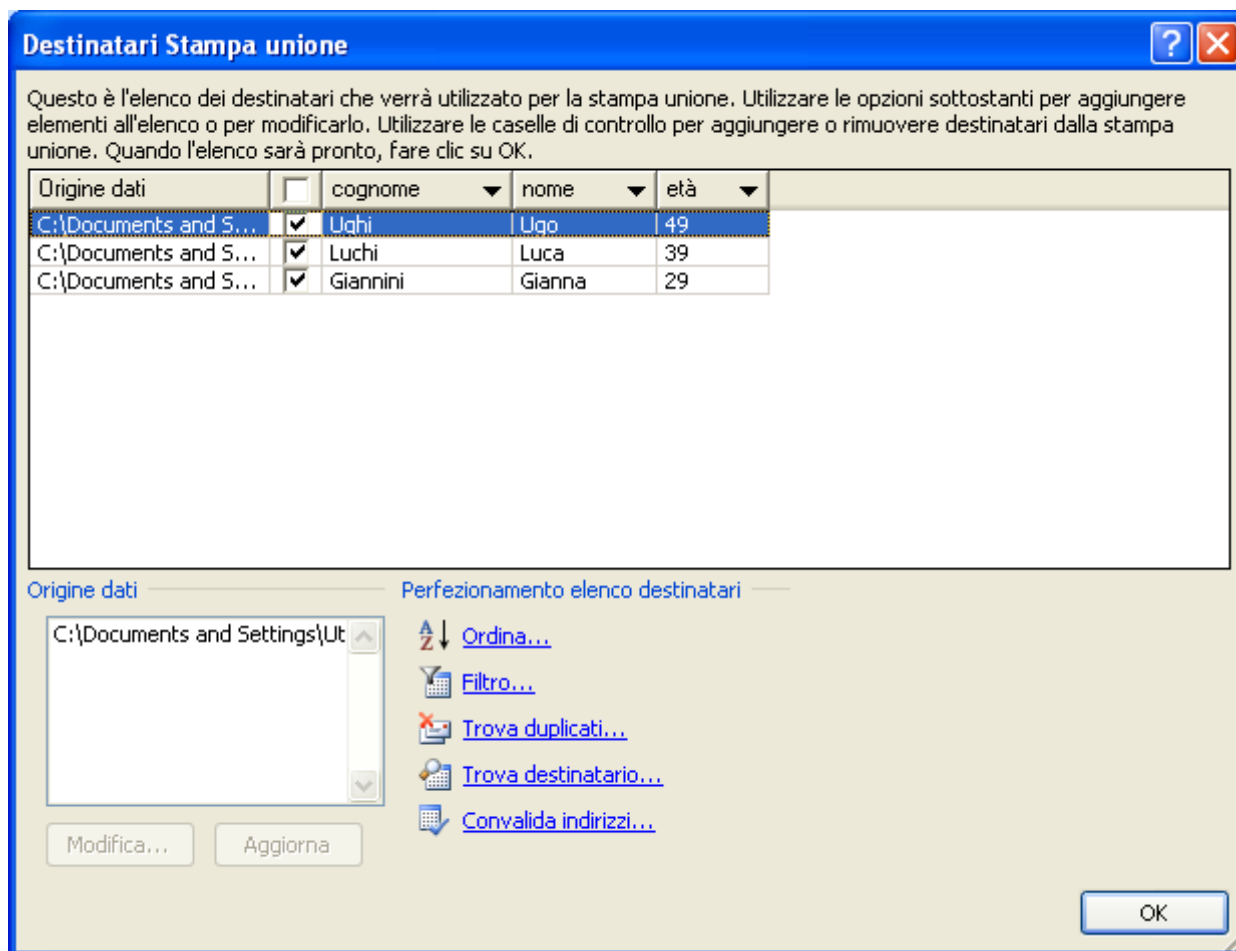 Destinatari Stampa unione
Questo è l'elenco dei destinatari che verrà utilizzato per la stampa unione. Utilizzare le opzioni sottostanti per aggiungere
elementi all'elenco o per modificarlo. Utilizzare le caselle di controllo per aggiungere o rimuovere destinatari dalla stampa
unione. Quando l'elenco sarà pronto, fare clic su OK.
Origine dati cognome nome età
C:\Documents and S... Ughi Ugo 49
C:\Documents and S... Luchi Luca 39
C:\Documents and S... Giannini Gianna 29
Origine dati Perfezionamento elenco destinatari
C:\Documents and Settings\Ut
Ordina...
Filtro...
Trova duplicati...
Trova destinatario...
Convalida indirizzi...
Modifica... Aggiorna
OK